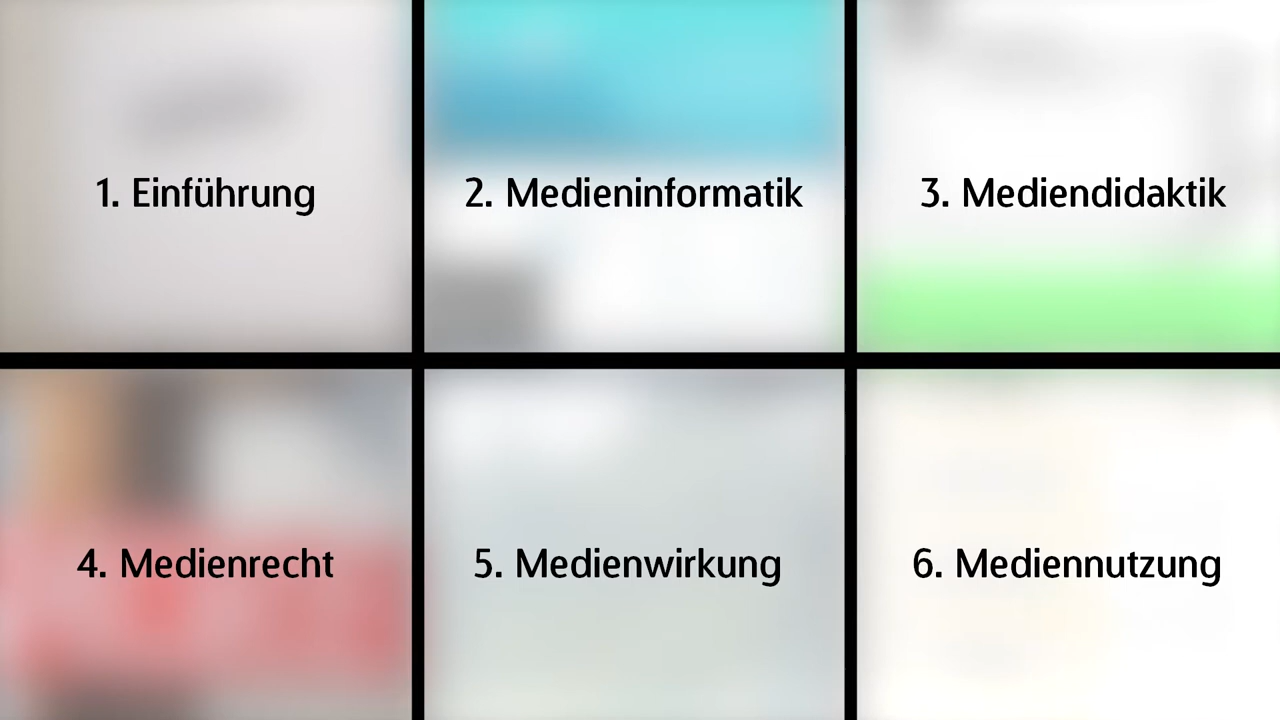 1. Einführung
2. Medieninformatik
3. Mediendidaktik
4. Medienrecht
5. Medienwirkung
6. Mediennutzung